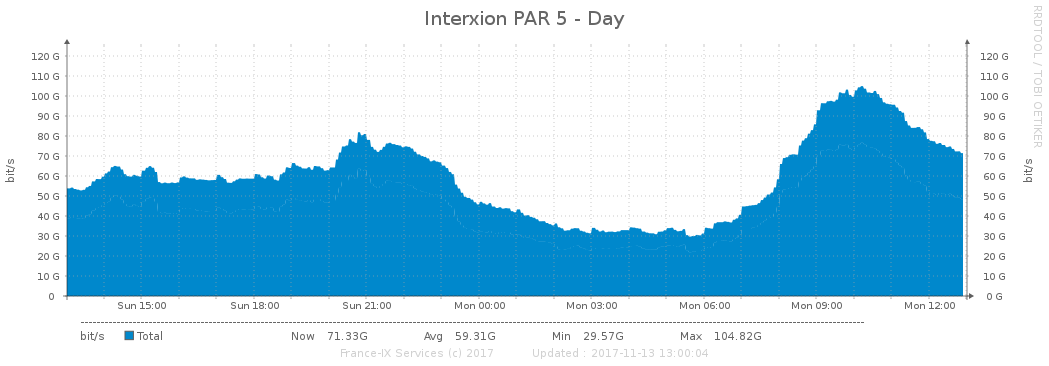 Interxion PAR 5 - Day
RRDTOOL / TOBI OETIKER
bit/s
120 G 120 G
110 G 110 G
100 G 100 G
90 G 90 G
80 G 80 G
70 G 70 G
60 G 60 G
50 G 50 G
40 G 40 G
30 G 30 G
20 G 20 G
10 G 10 G
0 0 G
bit/s
Sun 15:00 Sun 18:00 Sun 21:00 Mon 00:00 Mon 03:00 Mon 06:00 Mon 09:00 Mon 12:00
bit/s Total Now 71.33G Avg 59.31G Min 29.57G Max 104.82G
France-IX Services (c) 2017 Updated : 2017-11-13 13:00:04